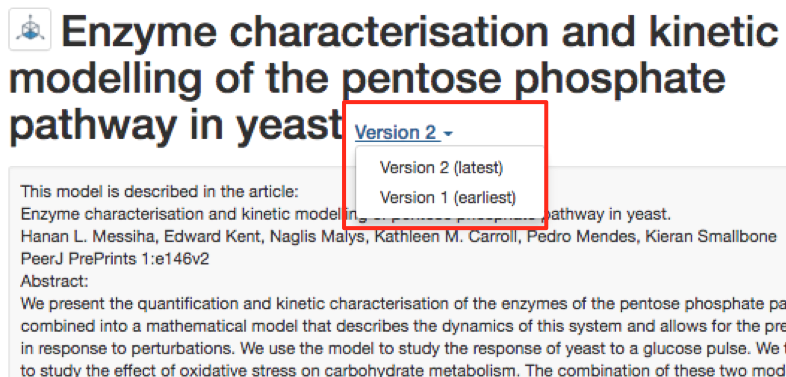 Enzyme characterisation and kinetic
modelling of the pentose phosphate
pathway in yeast Version 2
Version 2 (latest)
Version 1 (earliest)
This model is described in the article:
Enzyme characterisation and kinetic modelling of pentose phosphate pathway in yeast.
Hanan L. Messiha, Edward Kent, Naglis Malys, Kathleen M. Carroll, Pedro Mendes, Kieran Smallbone
PeerJ PrePrints 1:e146v2
Abstract:
We present the quantification and kinetic characterisation of the enzymes of the pentose phosphate pa
combined into a mathematical model that describes the dynamics of this system and allows for the pre
in response to perturbations. We use the model to study the response of yeast to a glucose pulse. We t
to study the effect of oxidative stress on carbohydrate metabolism. The combination of these two mod